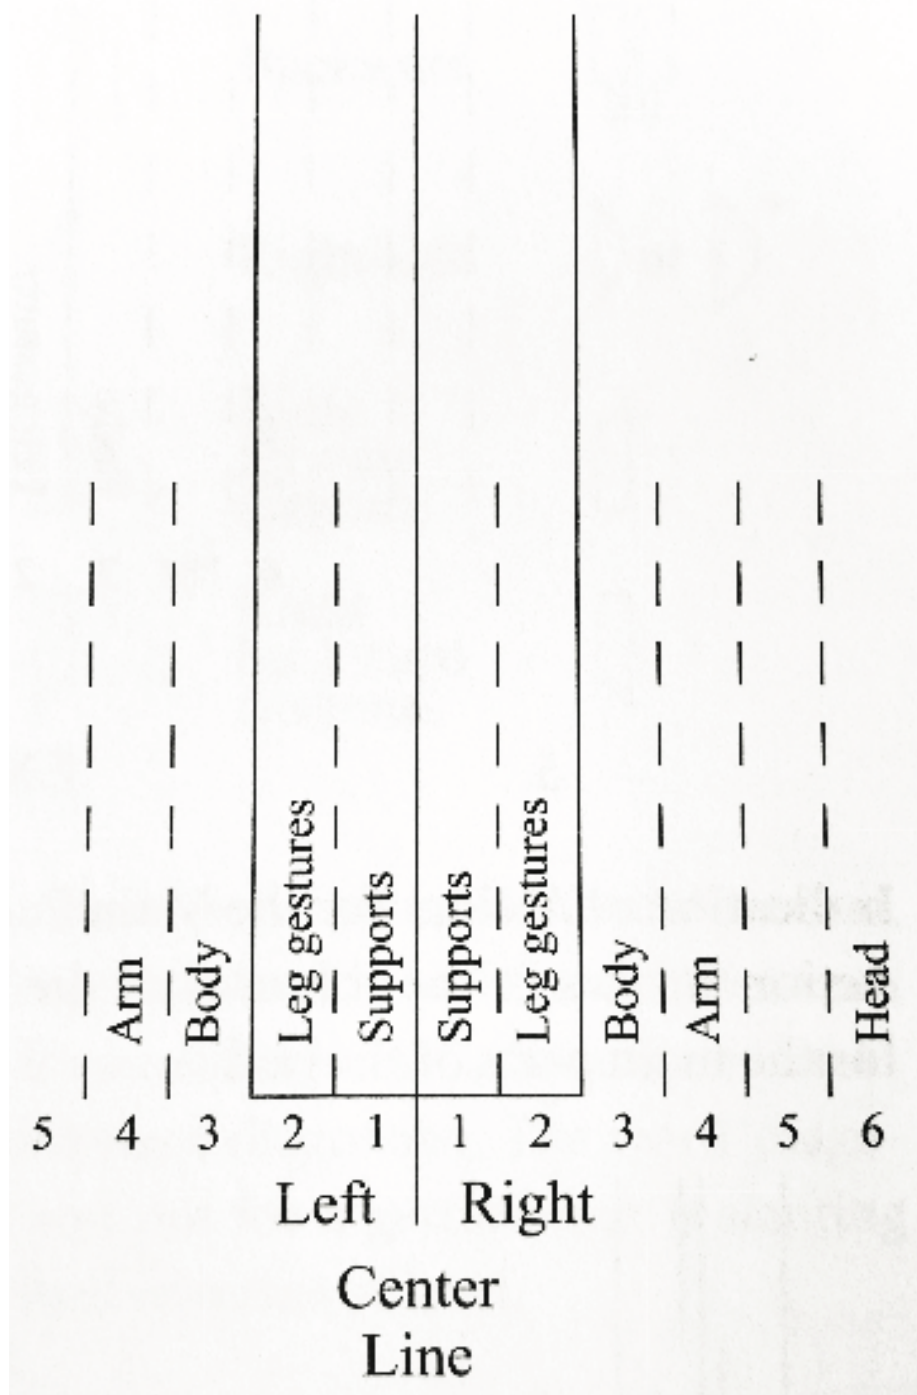 Arm
Body
Leg gestures
Supports
Supports
Leg gestures
Body
Arm
Head
5 4 3 2 1 1 2 3 4 5 6
Left Right
Center
Line